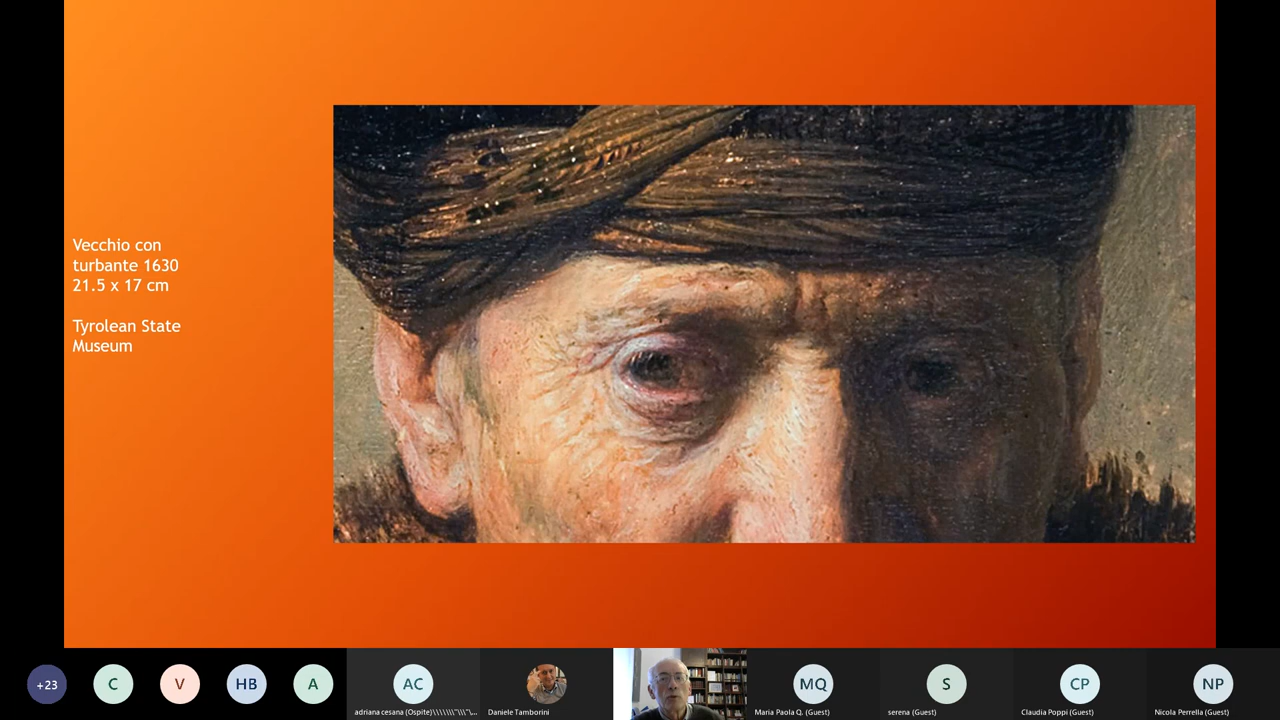 Vecchio con
turbante 1630
21.5 x 17 cm
Tyrolean State
Museum
+23
C
V
HB
A
AC
MQ
S
CP
NP
adriana cesana (Ospite)
Daniele Tamborini
Maria Paola Q. (Guest)
serena (Guest)
Claudia Poppi (Guest)
Nicola Perrella (Guest)